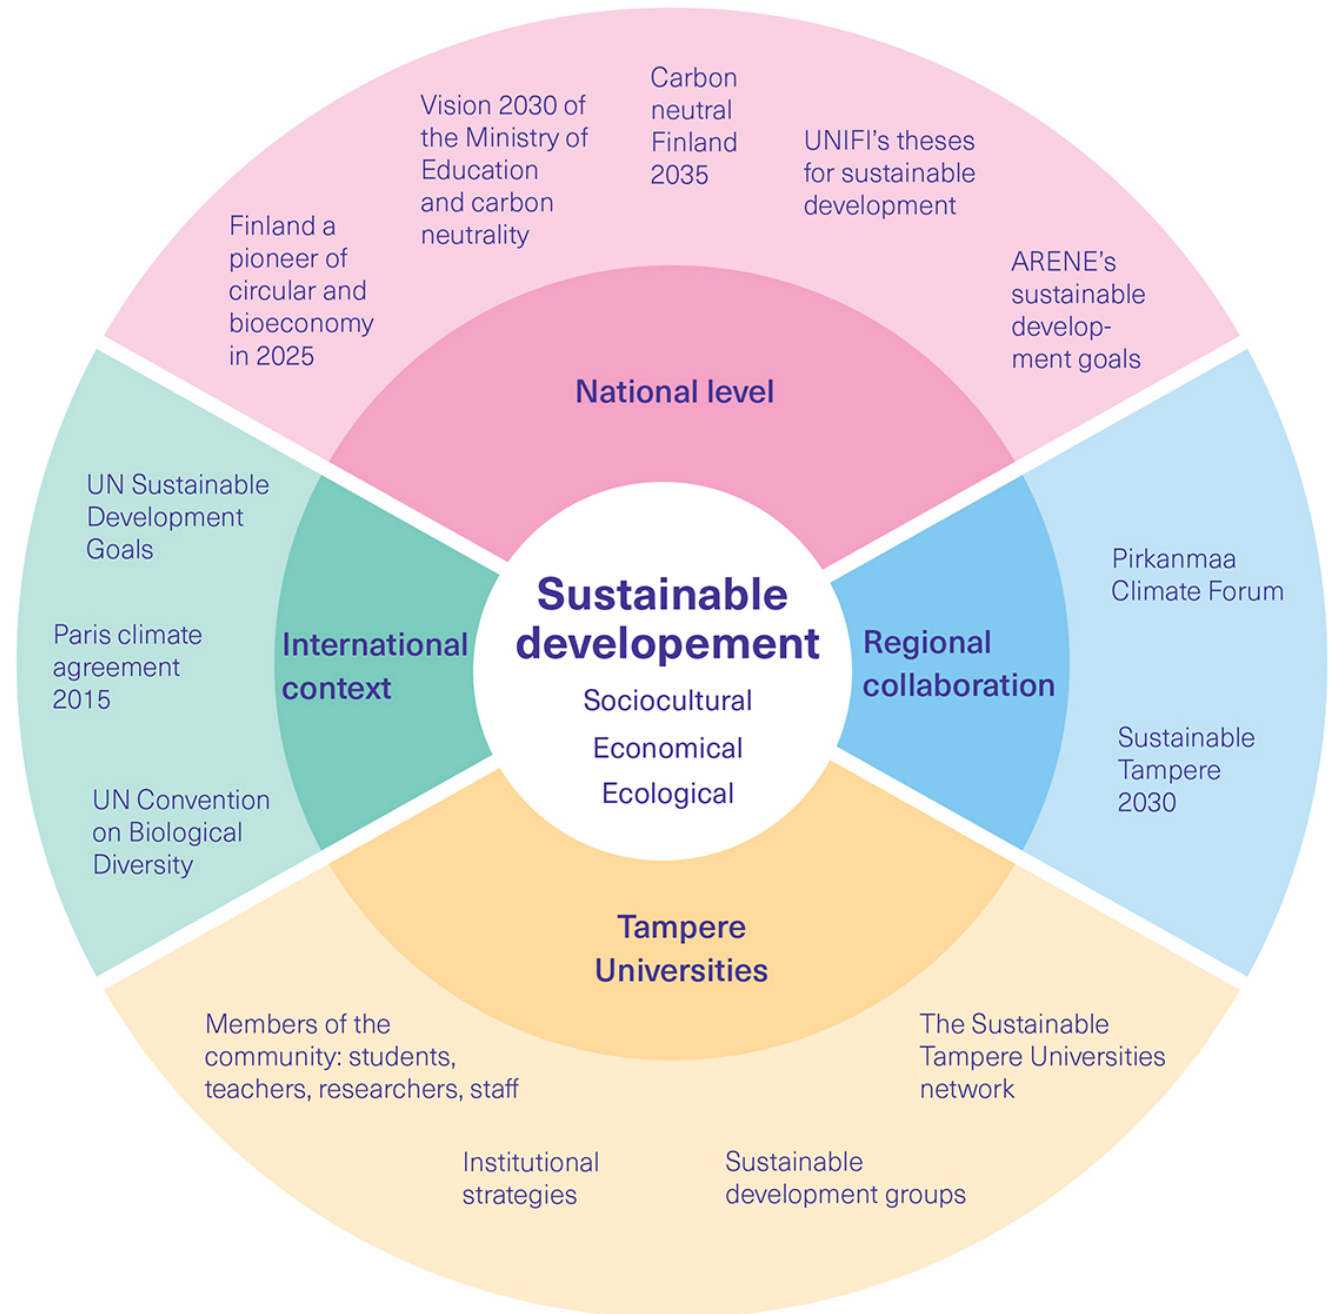 Carbon
neutral
Finland
2035
Vision 2030 of
the Ministry of
Education
and carbon
neutrality
UNIFI’s theses
for sustainable
development
Finland a
pioneer of
circular and
bioeconomy
in 2025
ARENE’s
sustainable
develop-
ment goals
National level
UN Sustainable
Development
Goals
Paris climate
agreement
2015
UN Convention
on Biological
Diversity
International
context
Sustainable
developement
Sociocultural
Economical
Ecological
Regional
collaboration
Pirkanmaa
Climate Forum
Sustainable
Tampere
2030
Tampere
Universities
Members of the
community: students,
teachers, researchers, staff
Institutional
strategies
Sustainable
development groups
The Sustainable
Tampere Universities
network